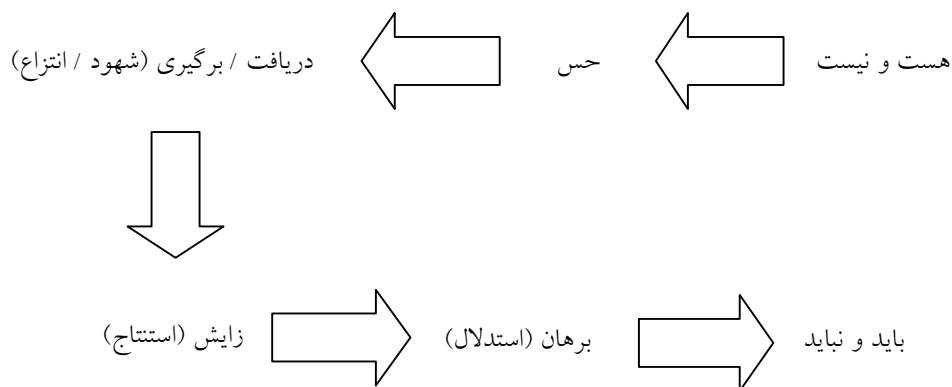 هست و نیست
حس
دریافت / برگیری (شهود / انتزاع)
زایش (استنتاج)
برهان (استدلال)
باید و نباید